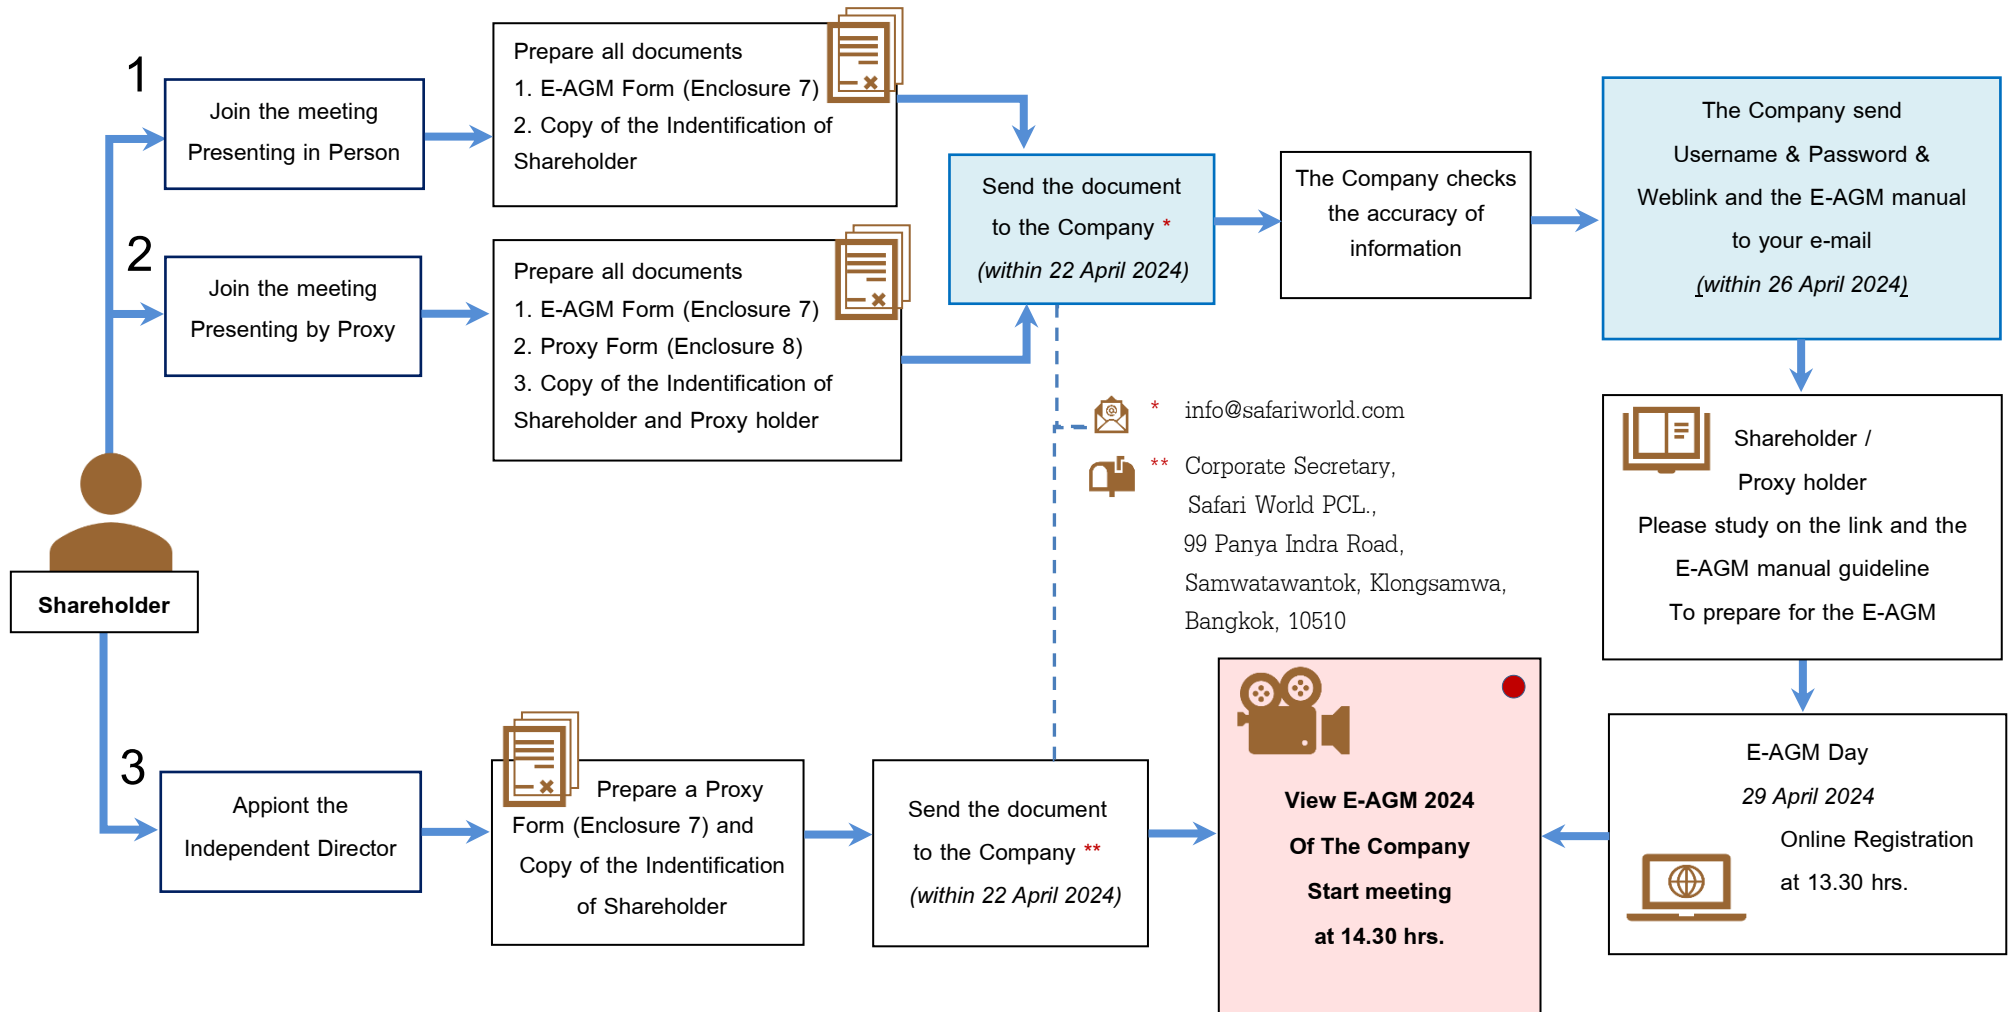 1
Join the meeting
Presenting in Person
Prepare all documents
1. E-AGM Form (Enclosure 7)
2. Copy of the Indentification of
Shareholder
2
Join the meeting
Presenting by Proxy
Prepare all documents
1. E-AGM Form (Enclosure 7)
2. Proxy Form (Enclosure 8)
3. Copy of the Indentification of
Shareholder and Proxy holder
Send the document
to the Company *
(within 22 April 2024)
The Company checks
the accuracy of
information
The Company send
Username & Password &
Weblink and the E-AGM manual
to your e-mail
(within 26 April 2024)
* info@safariworld.com
** Corporate Secretary,
Safari World PCL.,
99 Panya Indra Road,
Samwatawantok, Klongsamwa,
Bangkok, 10510
Shareholder /
Proxy holder
Please study on the link and the
E-AGM manual guideline
To prepare for the E-AGM
Shareholder
3
Appiont the
Independent Director
Prepare a Proxy
Form (Enclosure 7) and
Copy of the Indentification
of Shareholder
Send the document
to the Company **
(within 22 April 2024)
View E-AGM 2024
Of The Company
Start meeting
at 14.30 hrs.
E-AGM Day
29 April 2024
Online Registration
at 13.30 hrs.